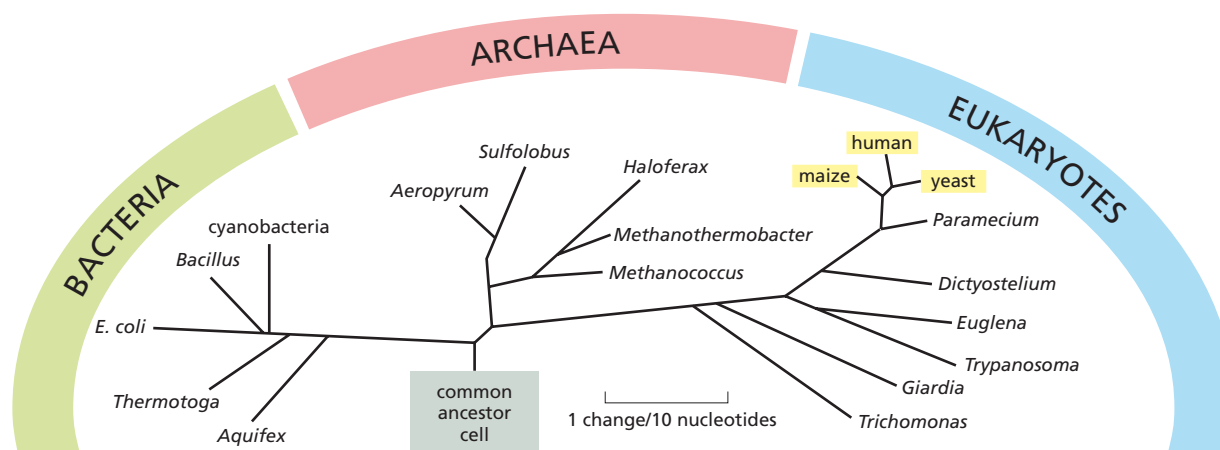 BACTERIA
ARCHAEA
EUKARYOTES
human
maize
yeast
Sulfolobus
Haloferax
Aeropyrum
cyanobacteria
Paramecium
Methanothermobacter
Bacillus
Methanococcus
Dictyostelium
E. coli
Euglena
Trypanosoma
Giardia
Thermotoga
common
ancestor
cell
1 change/10 nucleotides
Trichomonas
Aquifex